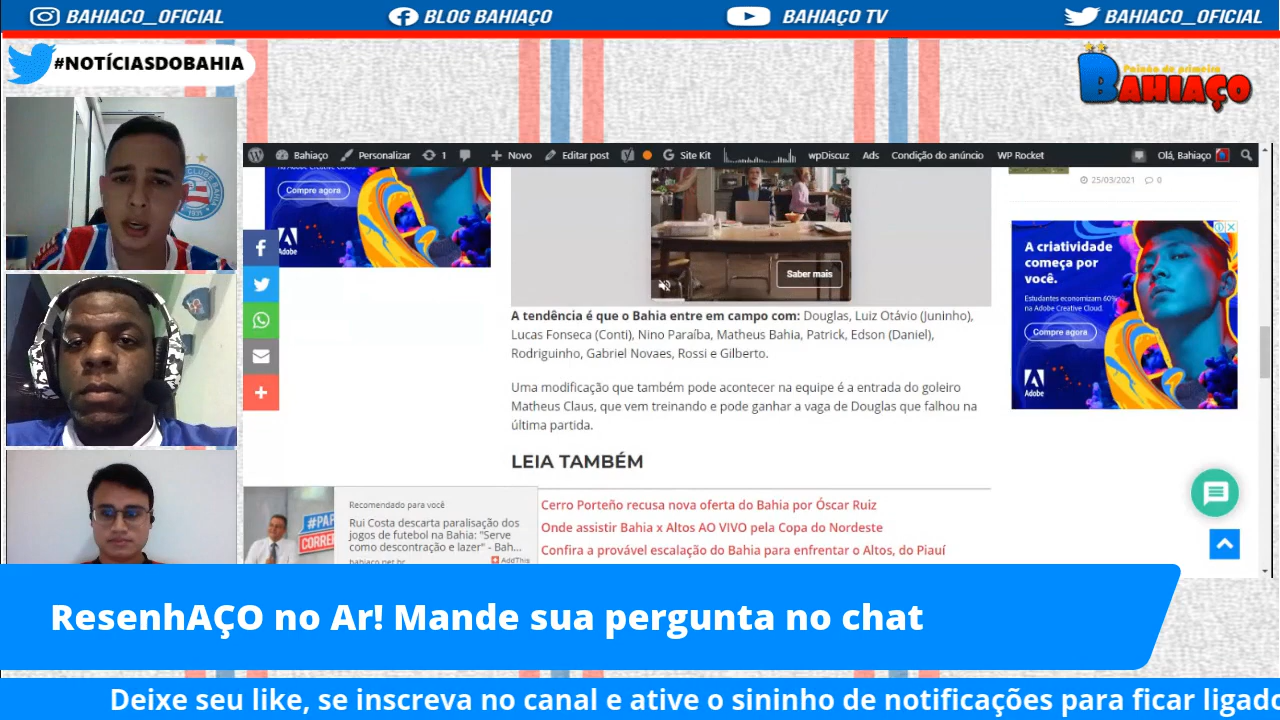 BAHIACO_OFICIAL
BLOG BAHIAÇO
BAHIAÇO TV
BAHIACO_OFICIAL
#NOTÍCIASDOBAHIA
Paixão de primeira
BAHIAÇO
Bahiaço Personalizar 1 Novo Editar post Site Kit wpDiscuz Ads Condição do anúncio WP Rocket Olá, Bahiaço
Compre agora
Adobe
Saber mais
25/03/2021 0
A criatividade
começa por
você.
Estudantes economizam 60%
na Adobe Creative Cloud.
Compre agora
Adobe
A tendência é que o Bahia entre em campo com: Douglas, Luiz Otávio (Juninho),
Lucas Fonseca (Conti), Nino Paraíba, Matheus Bahia, Patrick, Edson (Daniel),
Rodriguinho, Gabriel Novaes, Rossi e Gilberto.
Uma modificação que também pode acontecer na equipe é a entrada do goleiro
Matheus Claus, que vem treinando e pode ganhar a vaga de Douglas que falhou na
última partida.
LEIA TAMBÉM
Cerro Porteño recusa nova oferta do Bahia por Óscar Ruiz
Onde assistir Bahia x Altos AO VIVO pela Copa do Nordeste
Confira a provável escalação do Bahia para enfrentar o Altos, do Piauí
Recomendado para você
Rui Costa descarta paralisação dos
jogos de futebol na Bahia: "Serve
como descontração e lazer" - Bah...
bahiaco.net.br
AddThis
ResenhAÇO no Ar! Mande sua pergunta no chat
Deixe seu like, se inscreva no canal e ative o sininho de notificações para ficar ligado